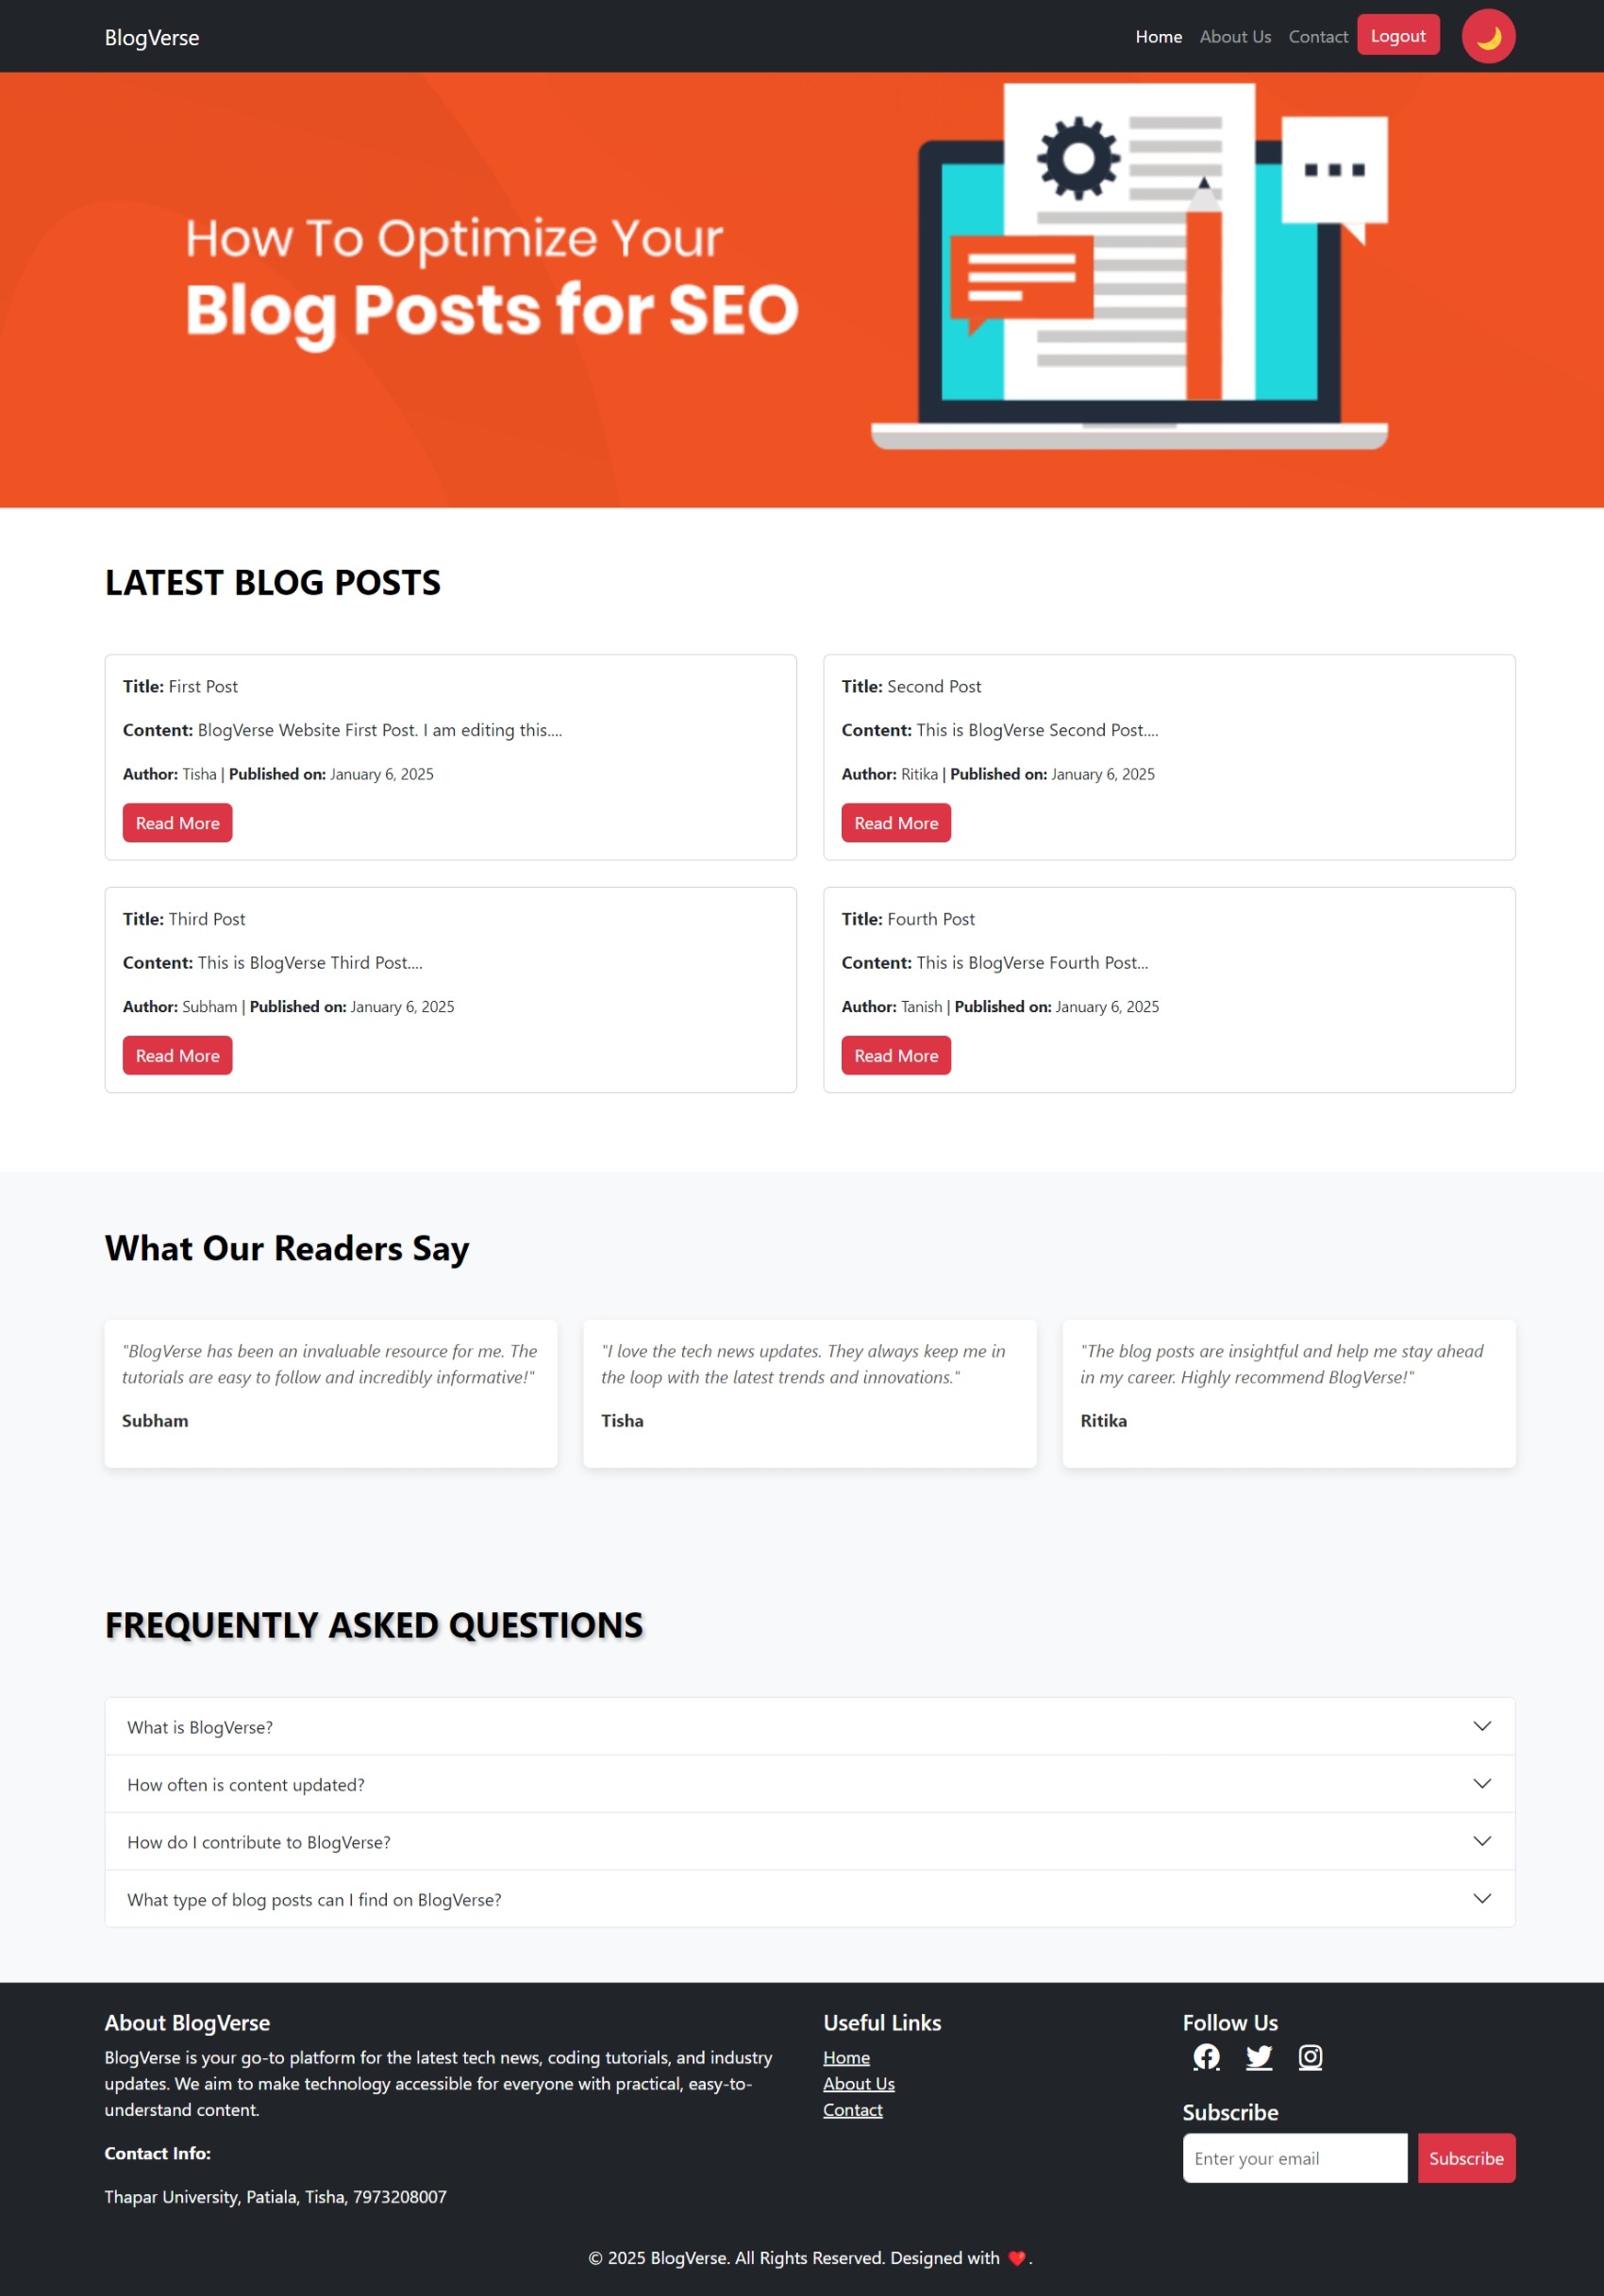 BlogVerse
Home About Us Contact Logout
How To Optimize Your
Blog Posts for SEO
LATEST BLOG POSTS
Title: First Post
Content: BlogVerse Website First Post. I am editing this....
Author: Tisha | Published on: January 6, 2025
Read More
Title: Second Post
Content: This is BlogVerse Second Post....
Author: Ritika | Published on: January 6, 2025
Read More
Title: Third Post
Content: This is BlogVerse Third Post....
Author: Subham | Published on: January 6, 2025
Read More
Title: Fourth Post
Content: This is BlogVerse Fourth Post...
Author: Tanish | Published on: January 6, 2025
Read More
What Our Readers Say
"BlogVerse has been an invaluable resource for me. The
tutorials are easy to follow and incredibly informative!"
Subham
"I love the tech news updates. They always keep me in
the loop with the latest trends and innovations."
Tisha
"The blog posts are insightful and help me stay ahead
in my career. Highly recommend BlogVerse!"
Ritika
FREQUENTLY ASKED QUESTIONS
What is BlogVerse?
How often is content updated?
How do I contribute to BlogVerse?
What type of blog posts can I find on BlogVerse?
About BlogVerse
BlogVerse is your go-to platform for the latest tech news, coding tutorials, and industry
updates. We aim to make technology accessible for everyone with practical, easy-to-
understand content.
Contact Info:
Thapar University, Patiala, Tisha, 7973208007
Useful Links
Home
About Us
Contact
Follow Us
Subscribe
Enter your email Subscribe
© 2025 BlogVerse. All Rights Reserved. Designed with ❤️.